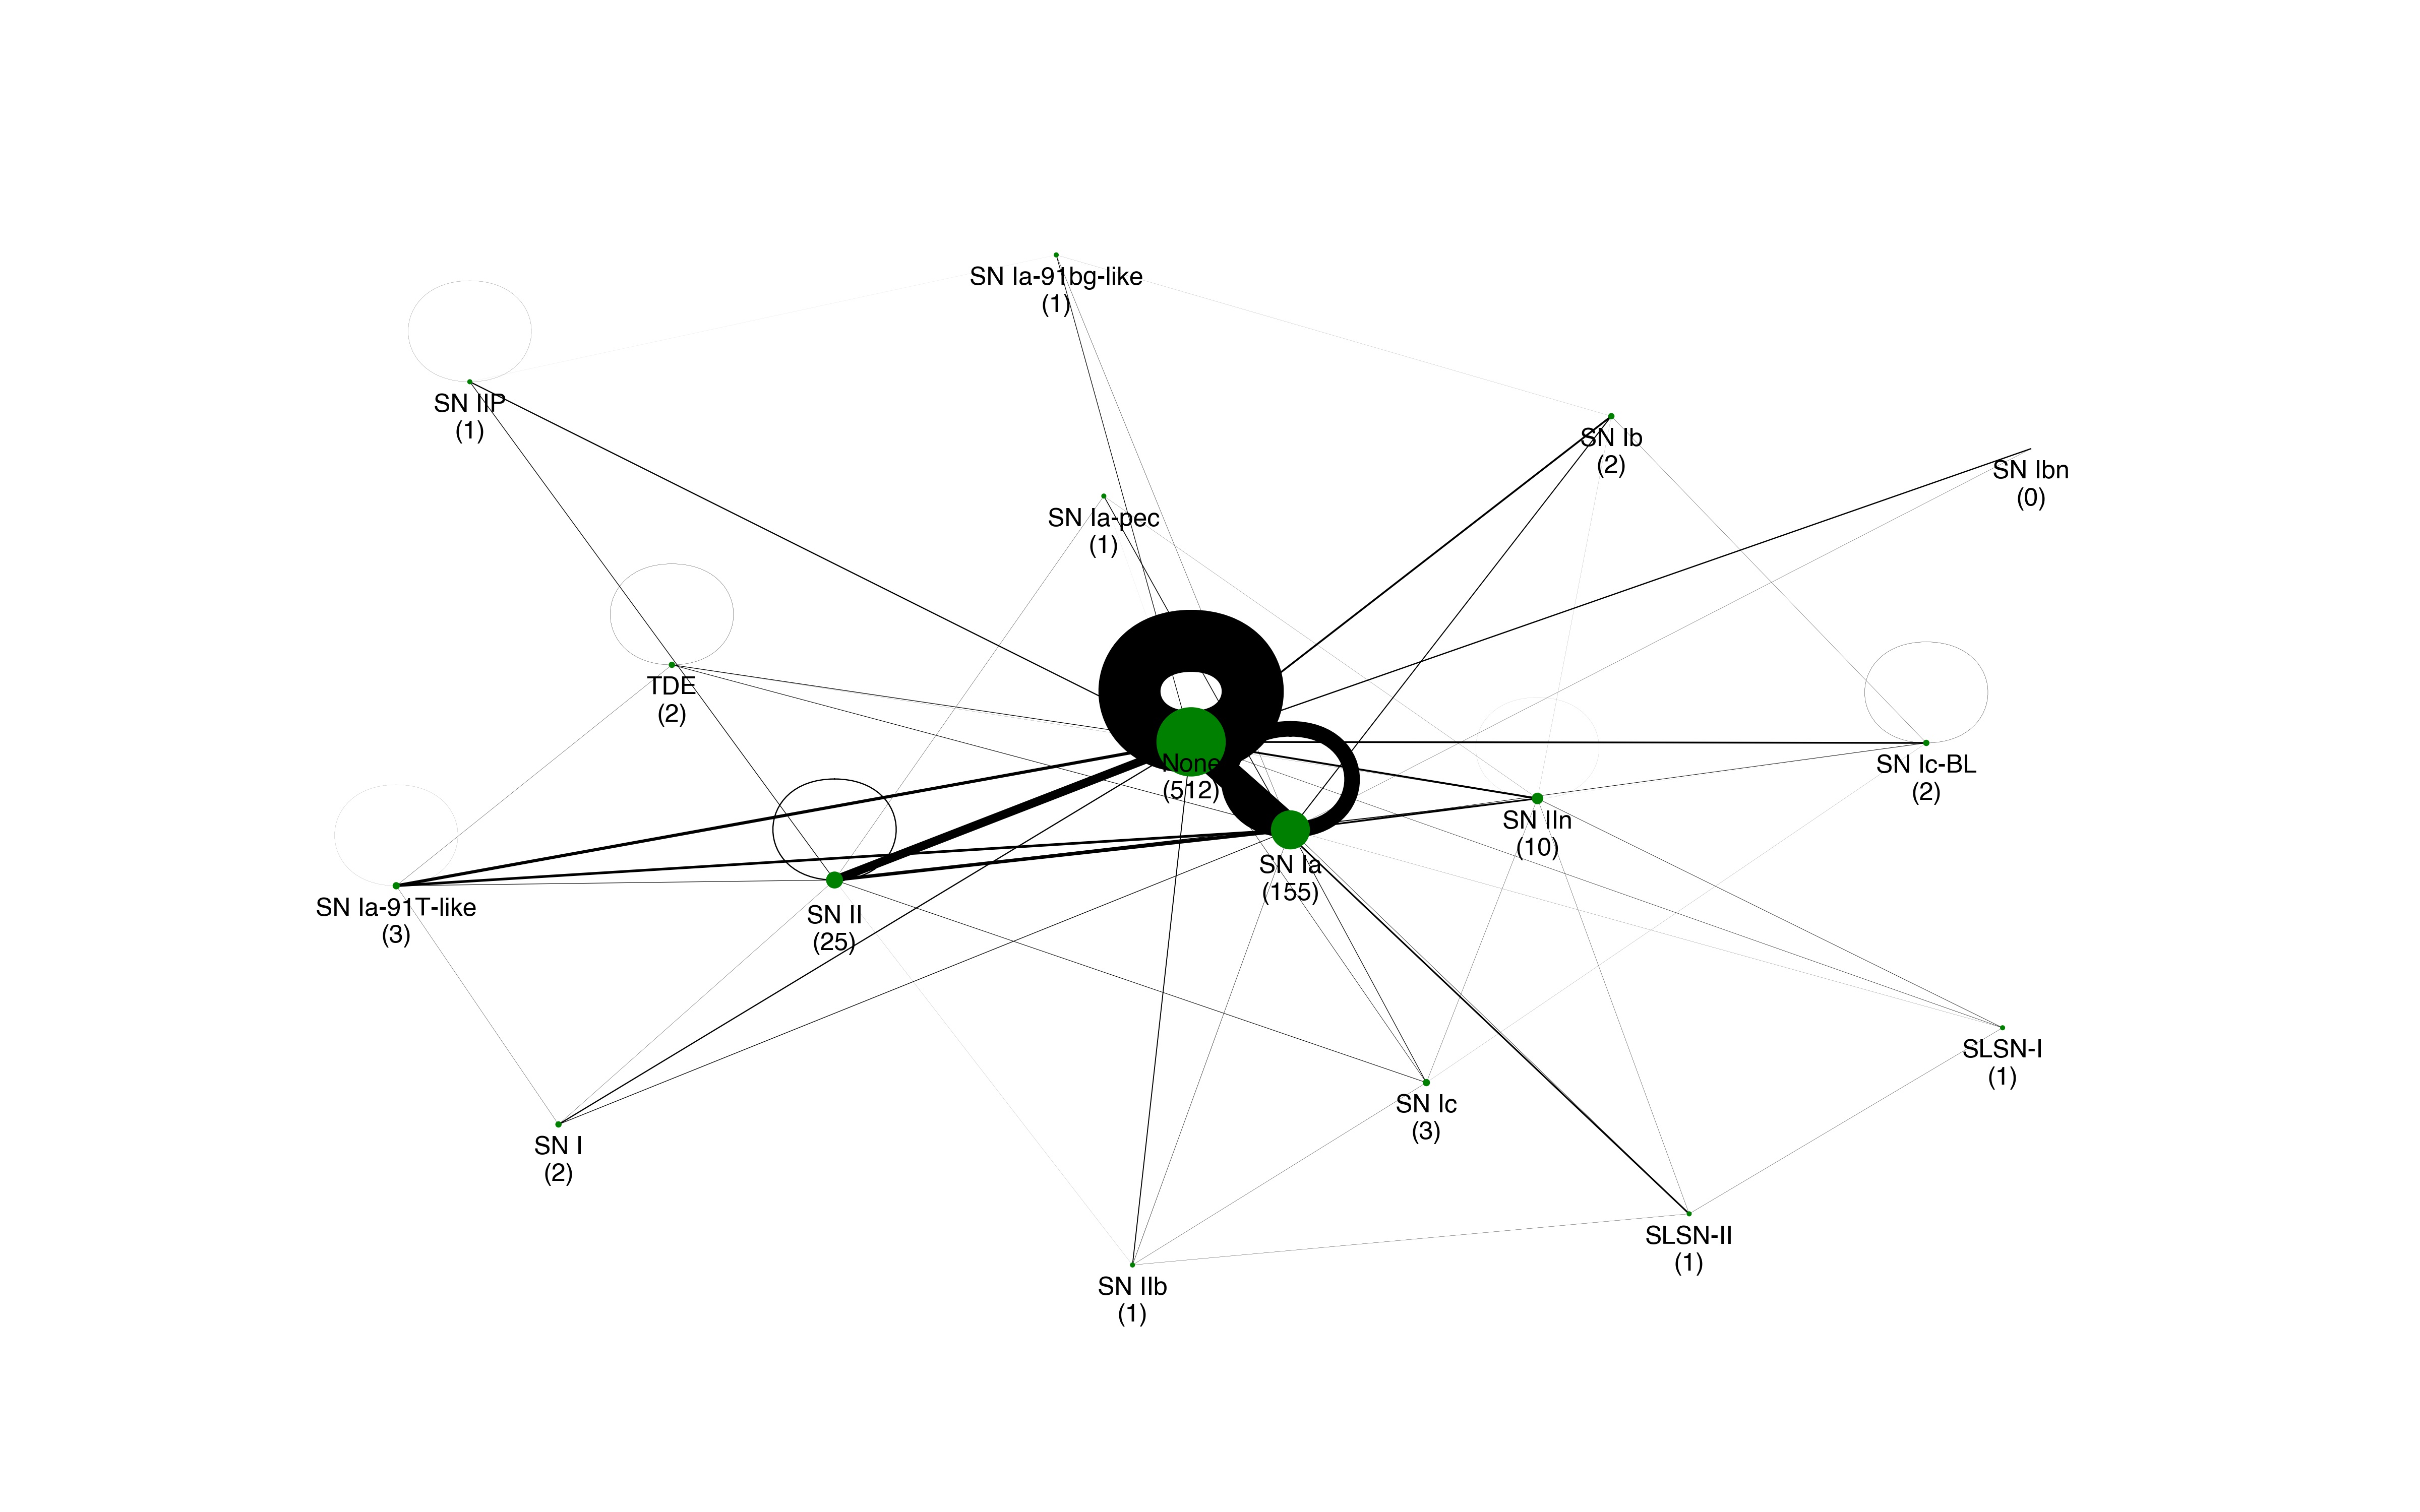 SN Ia-91bg-like
(1)
SN IIP
(1)
SN Ib
(2)
SN Ibn
(0)
SN Ia-pec
(1)
TDE
(2)
None
(512)
SN Ic-BL
(2)
SN IIn
(10)
SN Ia
(155)
SN Ia-91T-like
(3)
SN II
(25)
SLSN-I
(1)
SN Ic
(3)
SN I
(2)
SLSN-II
(1)
SN IIb
(1)